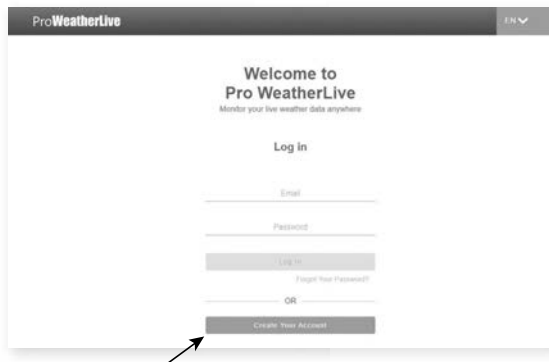 ProWeatherLive
EN
Welcome to
Pro WeatherLive
Monitor your live weather data anywhere
Log in
Email
Password
Log In
Forgot Your Password?
OR
Create Your Account